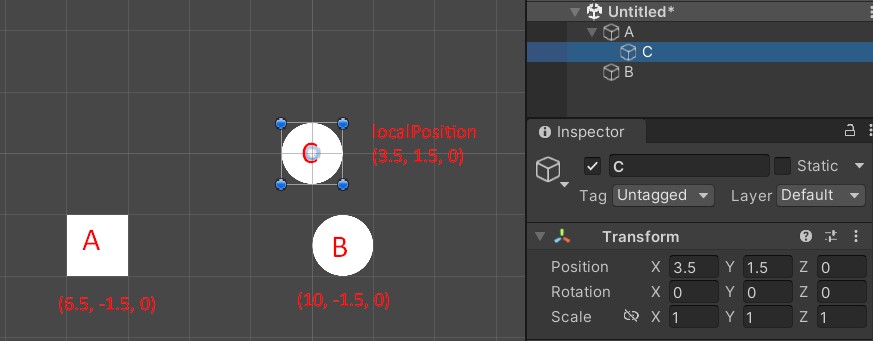 Untitled*
A
C
B
C
localPosition
(3.5, 1.5, 0)
A
B
(6.5, -1.5, 0)
(10, -1.5, 0)
Inspector
C
Static
Tag Untagged Layer Default
Transform
Position X 3.5 Y 1.5 Z 0
Rotation X 0 Y 0 Z 0
Scale X 1 Y 1 Z 1